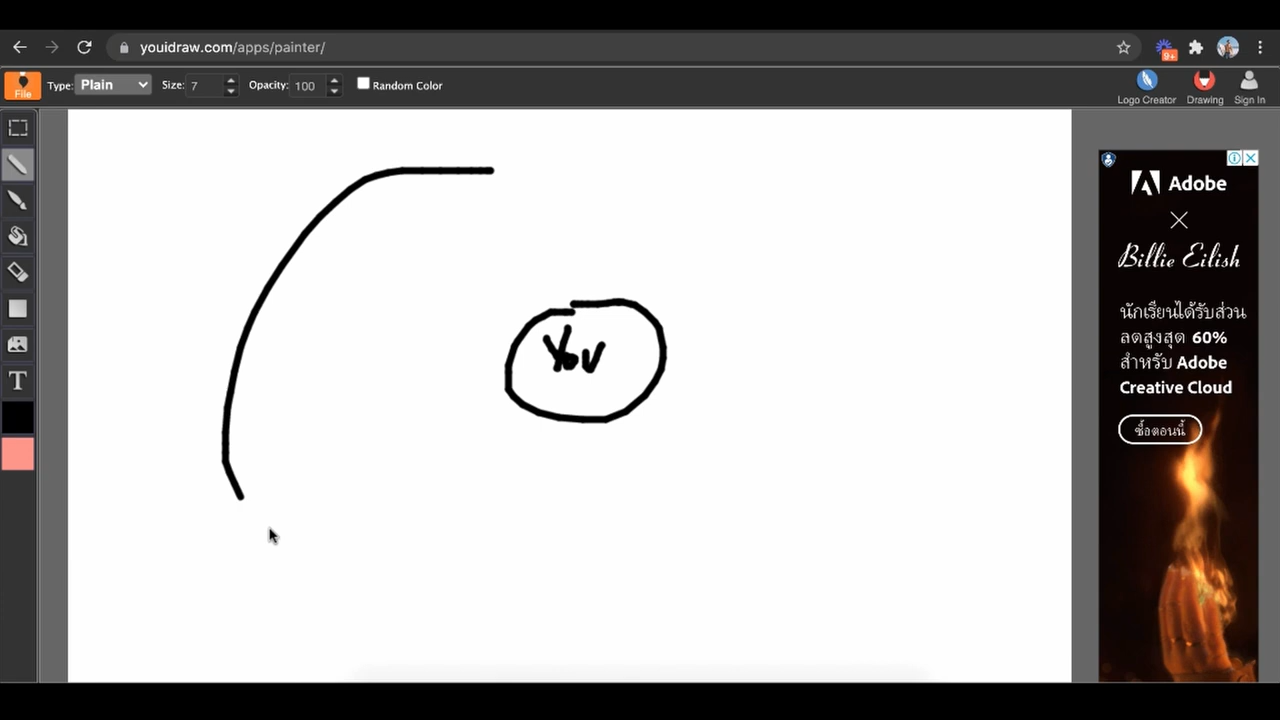 youidraw.com/apps/painter/
9+
File
Type: Plain Size: 7 Opacity: 100 Random Color
Logo Creator Drawing Sign In
T
You
Adobe
Billie Eilish
นักเรียนได้รับส่วน
ลดสูงสุด 60%
สำหรับ Adobe
Creative Cloud
ซื้อตอนนี้